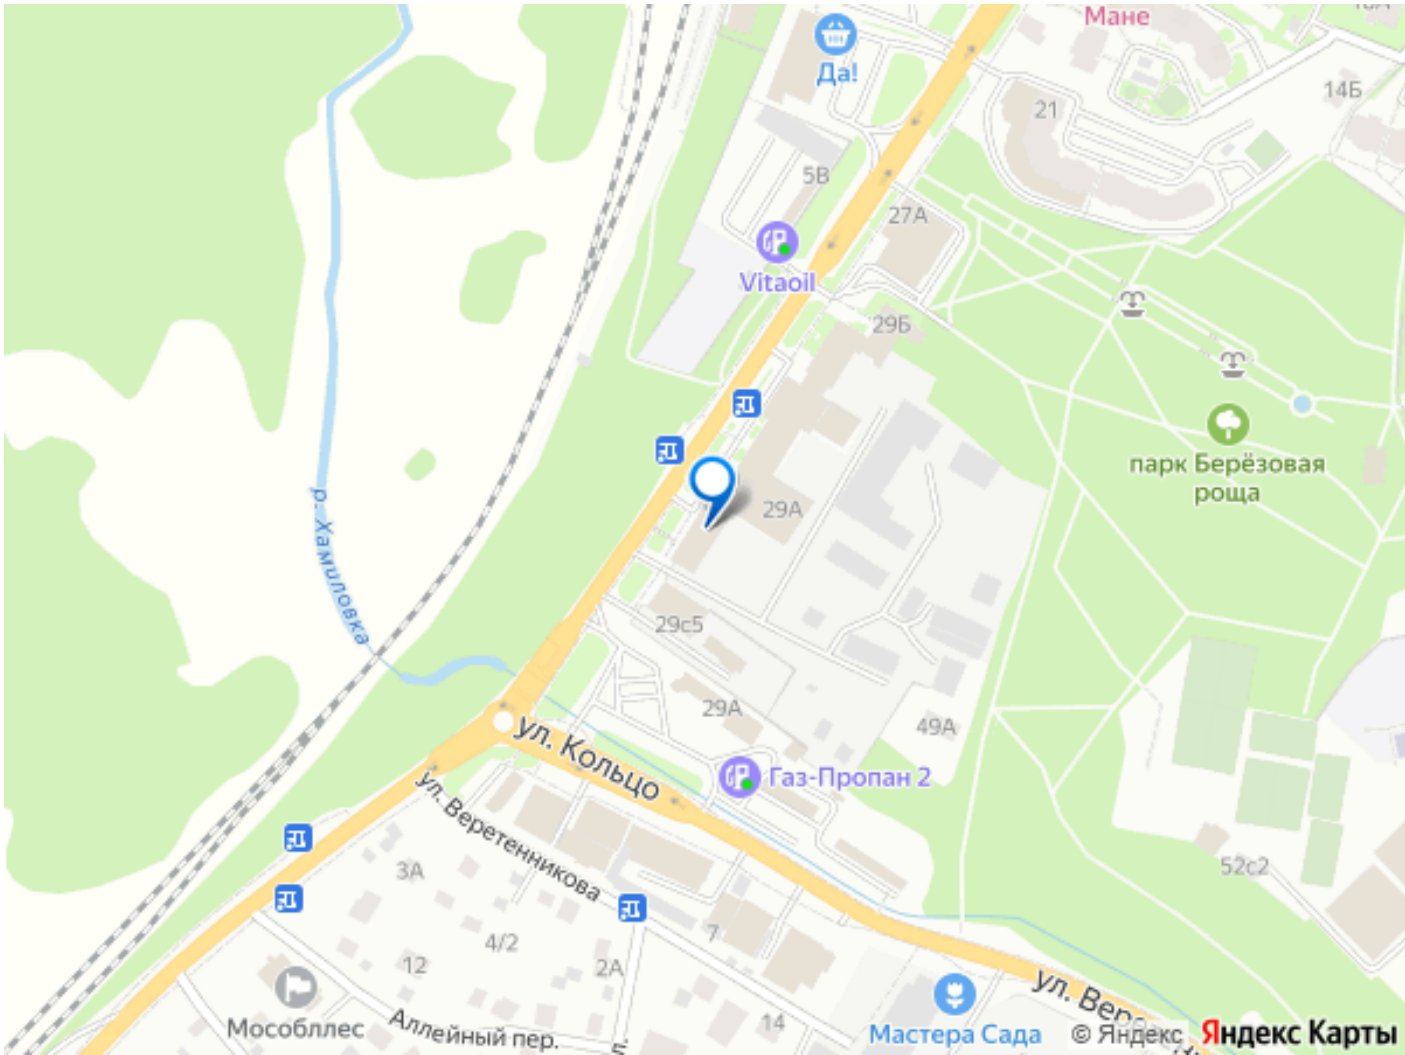 Мане
Да!
14Б
21
5В
27А
Vitaoil
29Б
парк Берёзовая
роща
29А
р. Хамиловка
29с5
29А
49А
ул. Кольцо
Газ-Пропан 2
ул. Веретенникова
3А
52с2
4/2
7
12
2А
Мособллес
Аллейный пер.
14
Мастера Сада
© Яндекс
Яндекс Карты